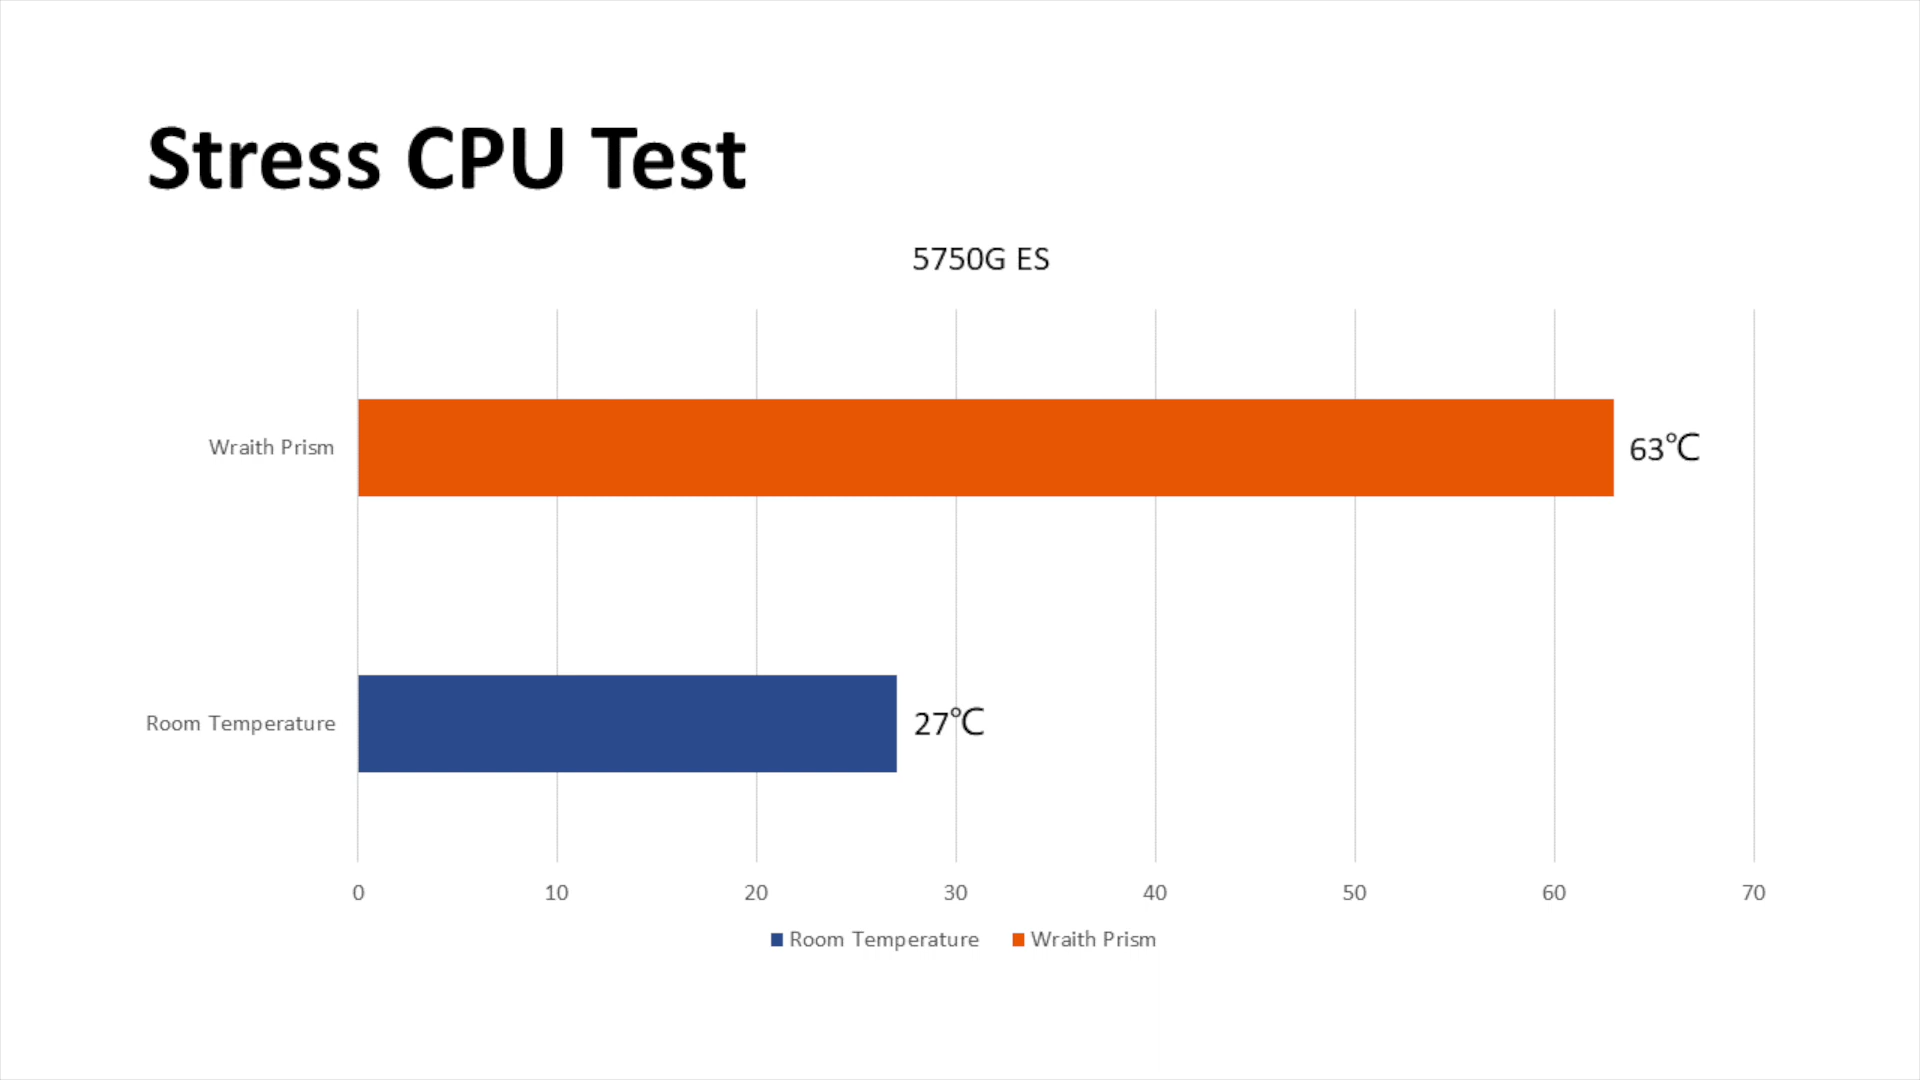 Stress CPU Test
5750G ES
Wraith Prism
63℃
Room Temperature
27℃
0 10 20 30 40 50 60 70
Room Temperature Wraith Prism